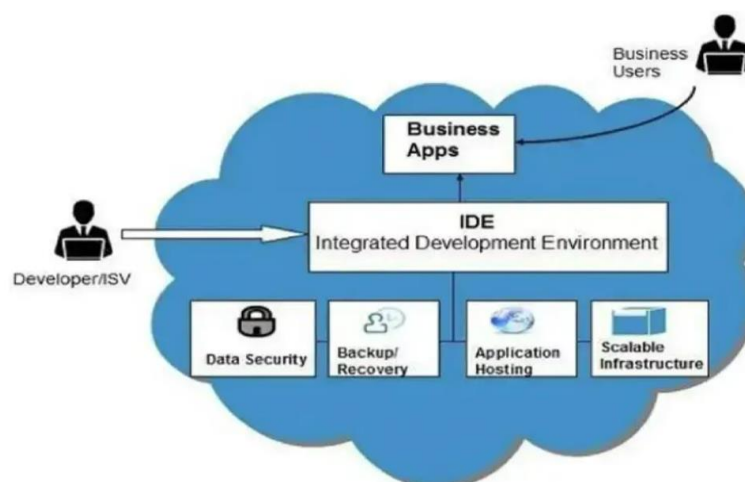 Business
Users
Business
Apps
IDE
Integrated Development Environment
Developer/ISV
Data Security
Backup/
Recovery
Application
Hosting
Scalable
Infrastructure